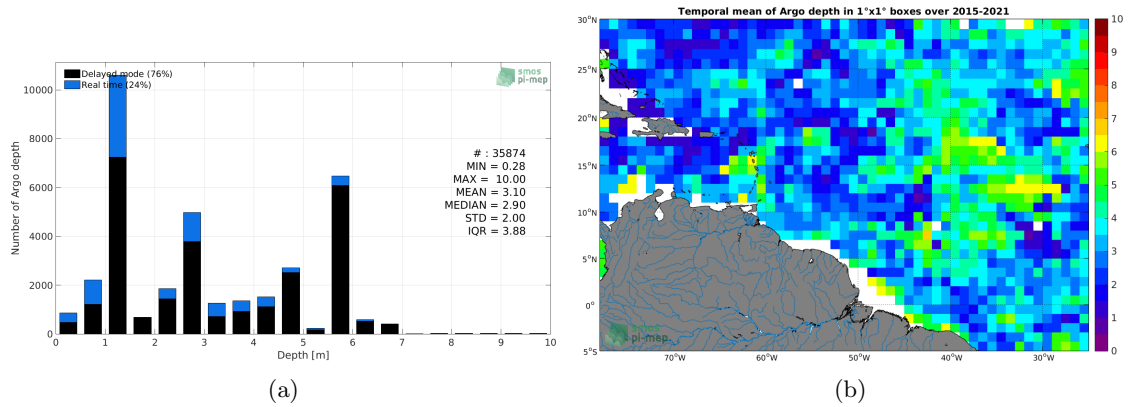 Delayed mode (76%)
Real time (24%)
smos
pi-mep
# : 35874
MIN = 0.28
MAX = 10.00
MEAN = 3.10
MEDIAN = 2.90
STD = 2.00
IQR = 3.88
Number of Argo depth
10000
8000
6000
4000
2000
0
0 1 2 3 4 5 6 7 8 9 10
Depth [m]
(a)
Temporal mean of Argo depth in 1°x1° boxes over 2015-2021
30°N
25°N
20°N
15°N
10°N
5°N
0°
5°S
70°W 60°W 50°W 40°W 30°W
smos
pi-mep
10
9
8
7
6
5
4
3
2
1
0
(b)